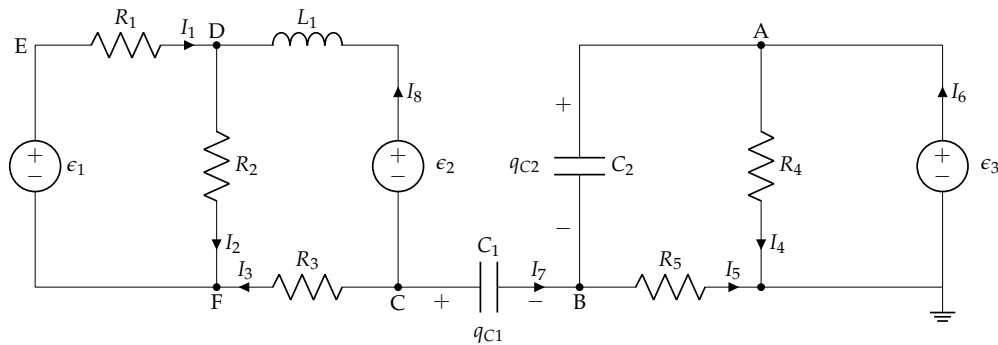 R1 I1 D L1 A
E
I8 I6
+
ϵ1 + − R2 + − ϵ2 qC2 C2 R4 + − ϵ3
−
I2 I4
I3 R3 C1 I7 R5 I5
F C + − B
qC1